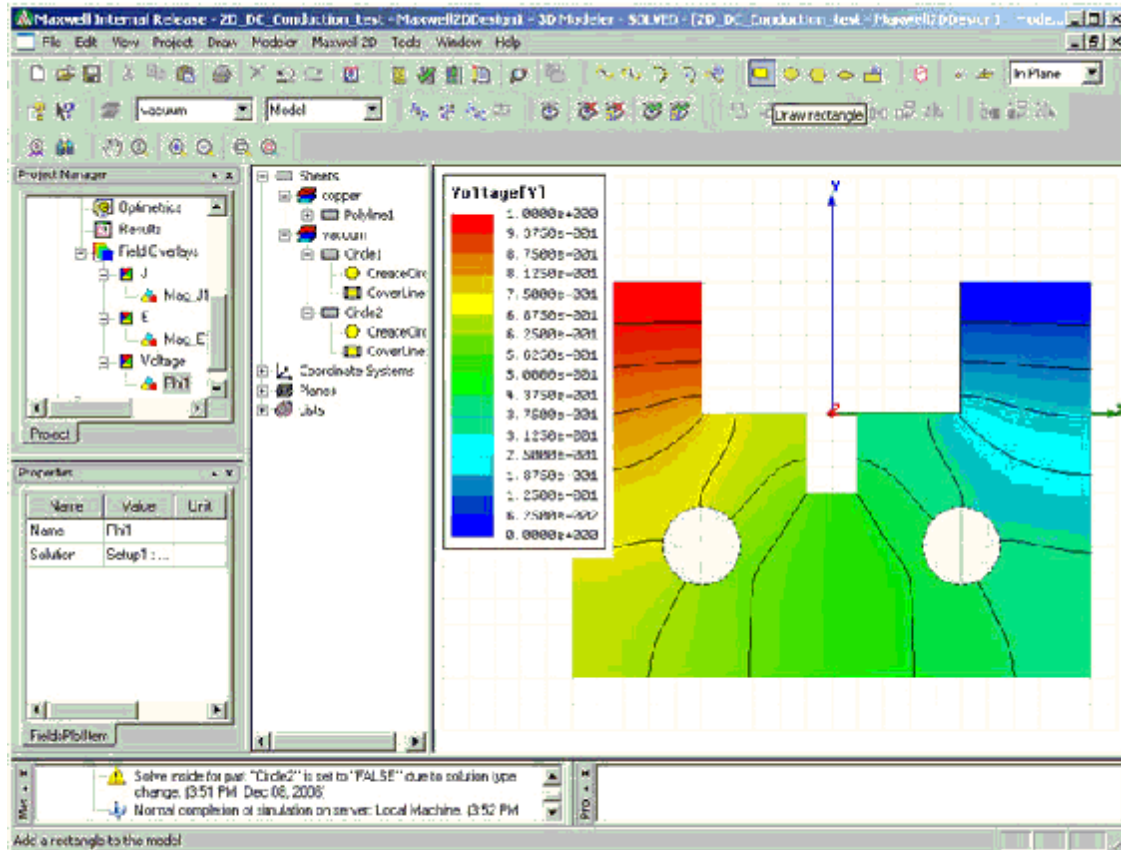 Maxwell Internal Release - 2D_DC_Conduction_test - Maxwell2DDesign1 - 3D Modeler - SOLVED - [2D_DC_Conduction_test - Maxwell2DDesign1
File Edit View Project Draw Modeler Maxwell 2D Tools Window Help
In Plane
vacuum Model Draw rectangle
Project Manager
Optimetrics
Results
Field Overlays
J
Mag_J1
E
Mag_E
Voltage
Phi1
Project
Properties
Name Value Unit
Name Phi1
Solution Setup1 : ...
FieldsPlotItem
Sheets
copper
Polyline1
vacuum
Circle1
CreateCirc
CoverLine
Circle2
CreateCirc
CoverLine
Coordinate Systems
Planes
Lists
Voltage[V]
1.0000e+000
9.3750e-001
8.7500e-001
8.1250e-001
7.5000e-001
6.8750e-001
6.2500e-001
5.6250e-001
5.0000e-001
4.3750e-001
3.7500e-001
3.1250e-001
2.5000e-001
1.8750e-001
1.2500e-001
6.2500e-002
0.0000e+000
Y
Z
X
Solve inside for part "Circle2" is set to "FALSE" due to solution type
change. (3:51 PM Dec 08, 2006)
Normal completion of simulation on server: Local Machine. (3:52 PM
Pro
Add a rectangle to the model